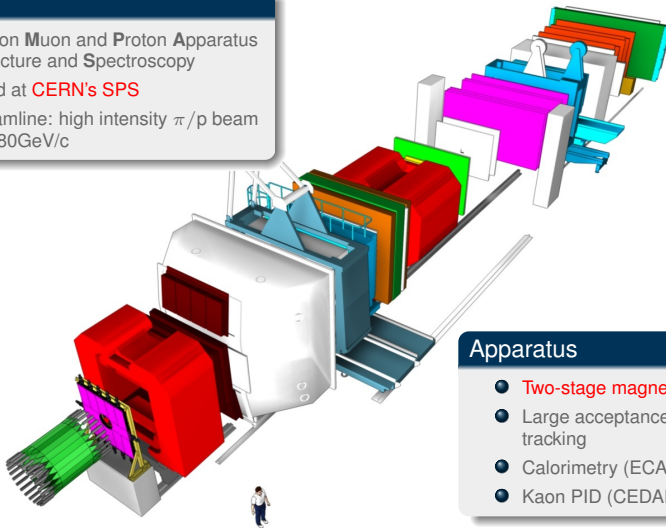 on Muon and Proton Apparatus
cture and Spectroscopy
d at CERN's SPS
amline: high intensity π/p beam
80GeV/c
Apparatus
Two-stage magne
Large acceptance
tracking
Calorimetry (ECA
Kaon PID (CEDA